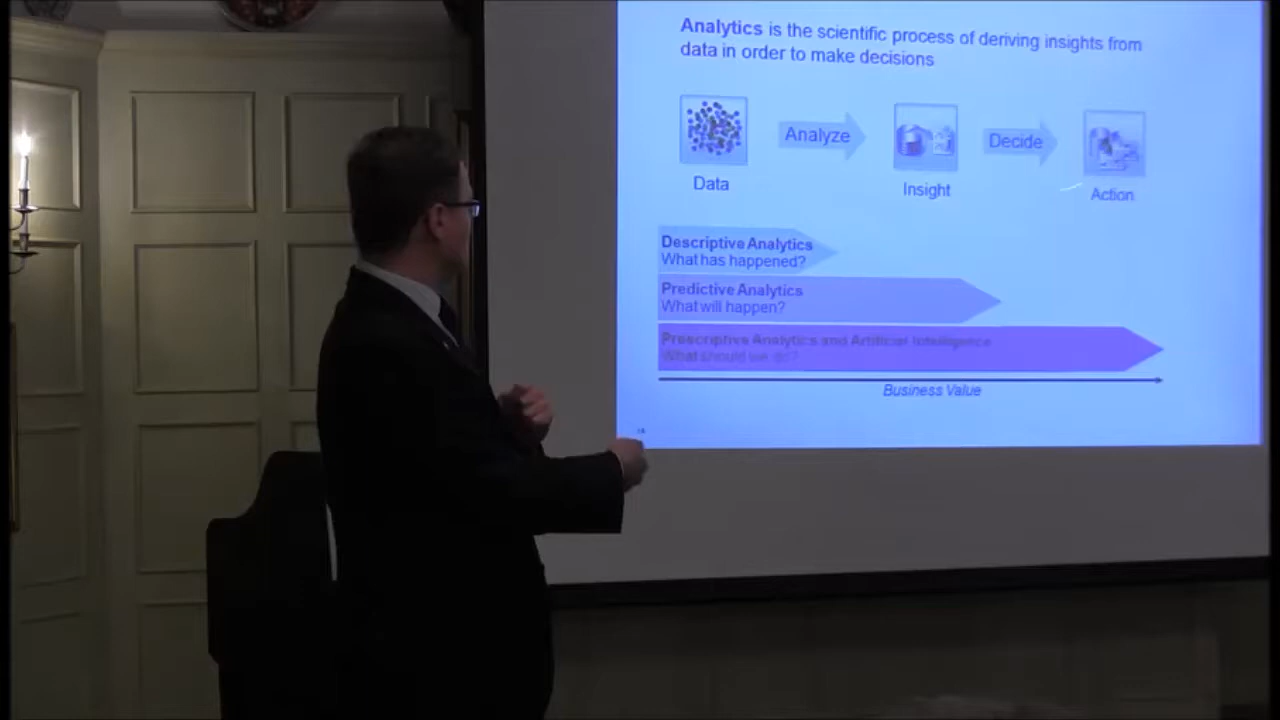 Analytics is the scientific process of deriving insights from
data in order to make decisions
Analyze
Decide
Data
Insight
Action
Descriptive Analytics
What has happened?
Predictive Analytics
What will happen?
Prescriptive Analytics and Artificial Intelligence
What should we do?
Business Value